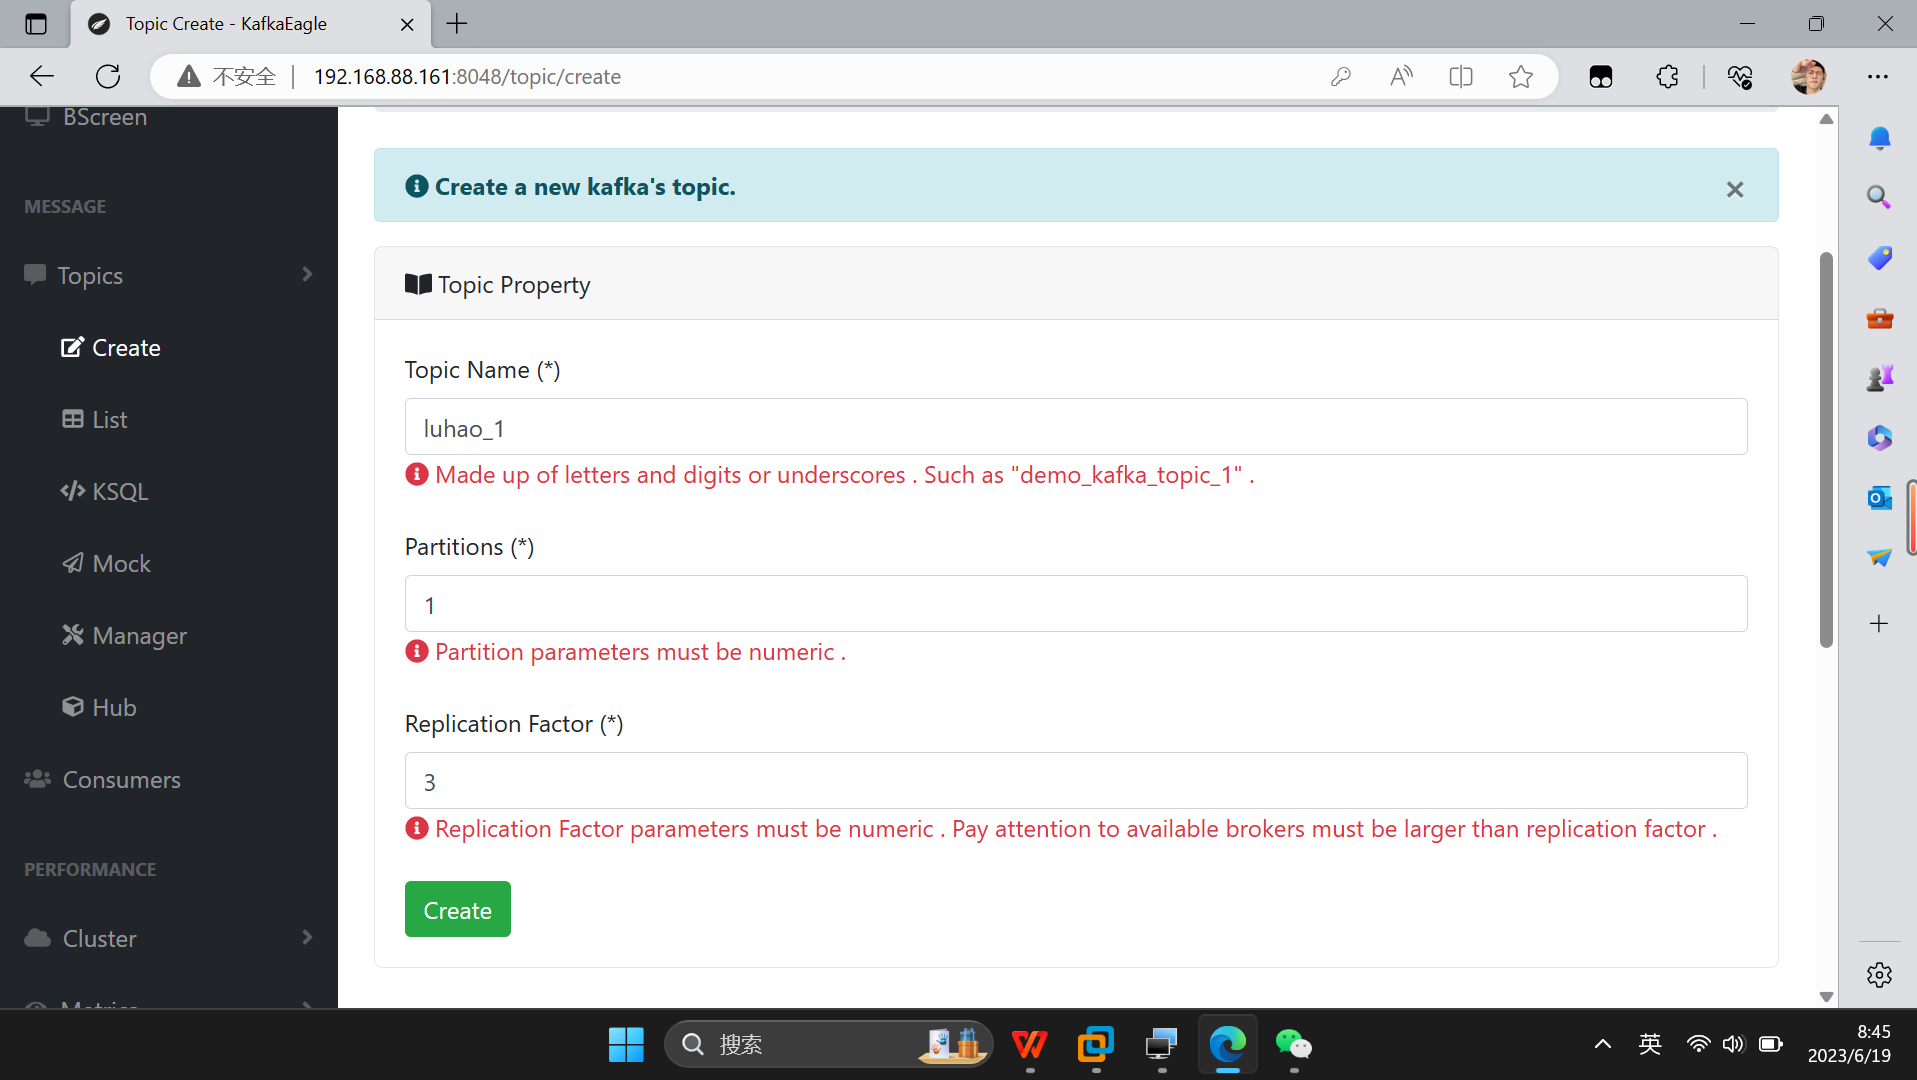 Topic Create - KafkaEagle
不安全
192.168.88.161:8048/topic/create
BScreen
MESSAGE
Topics
Create
List
KSQL
Mock
Manager
Hub
Consumers
PERFORMANCE
Cluster
Metrics
Create a new kafka's topic.
Topic Property
Topic Name (*)
luhao_1
Made up of letters and digits or underscores . Such as "demo_kafka_topic_1" .
Partitions (*)
1
Partition parameters must be numeric .
Replication Factor (*)
3
Replication Factor parameters must be numeric . Pay attention to available brokers must be larger than replication factor .
Create
搜索
英
8:45
2023/6/19